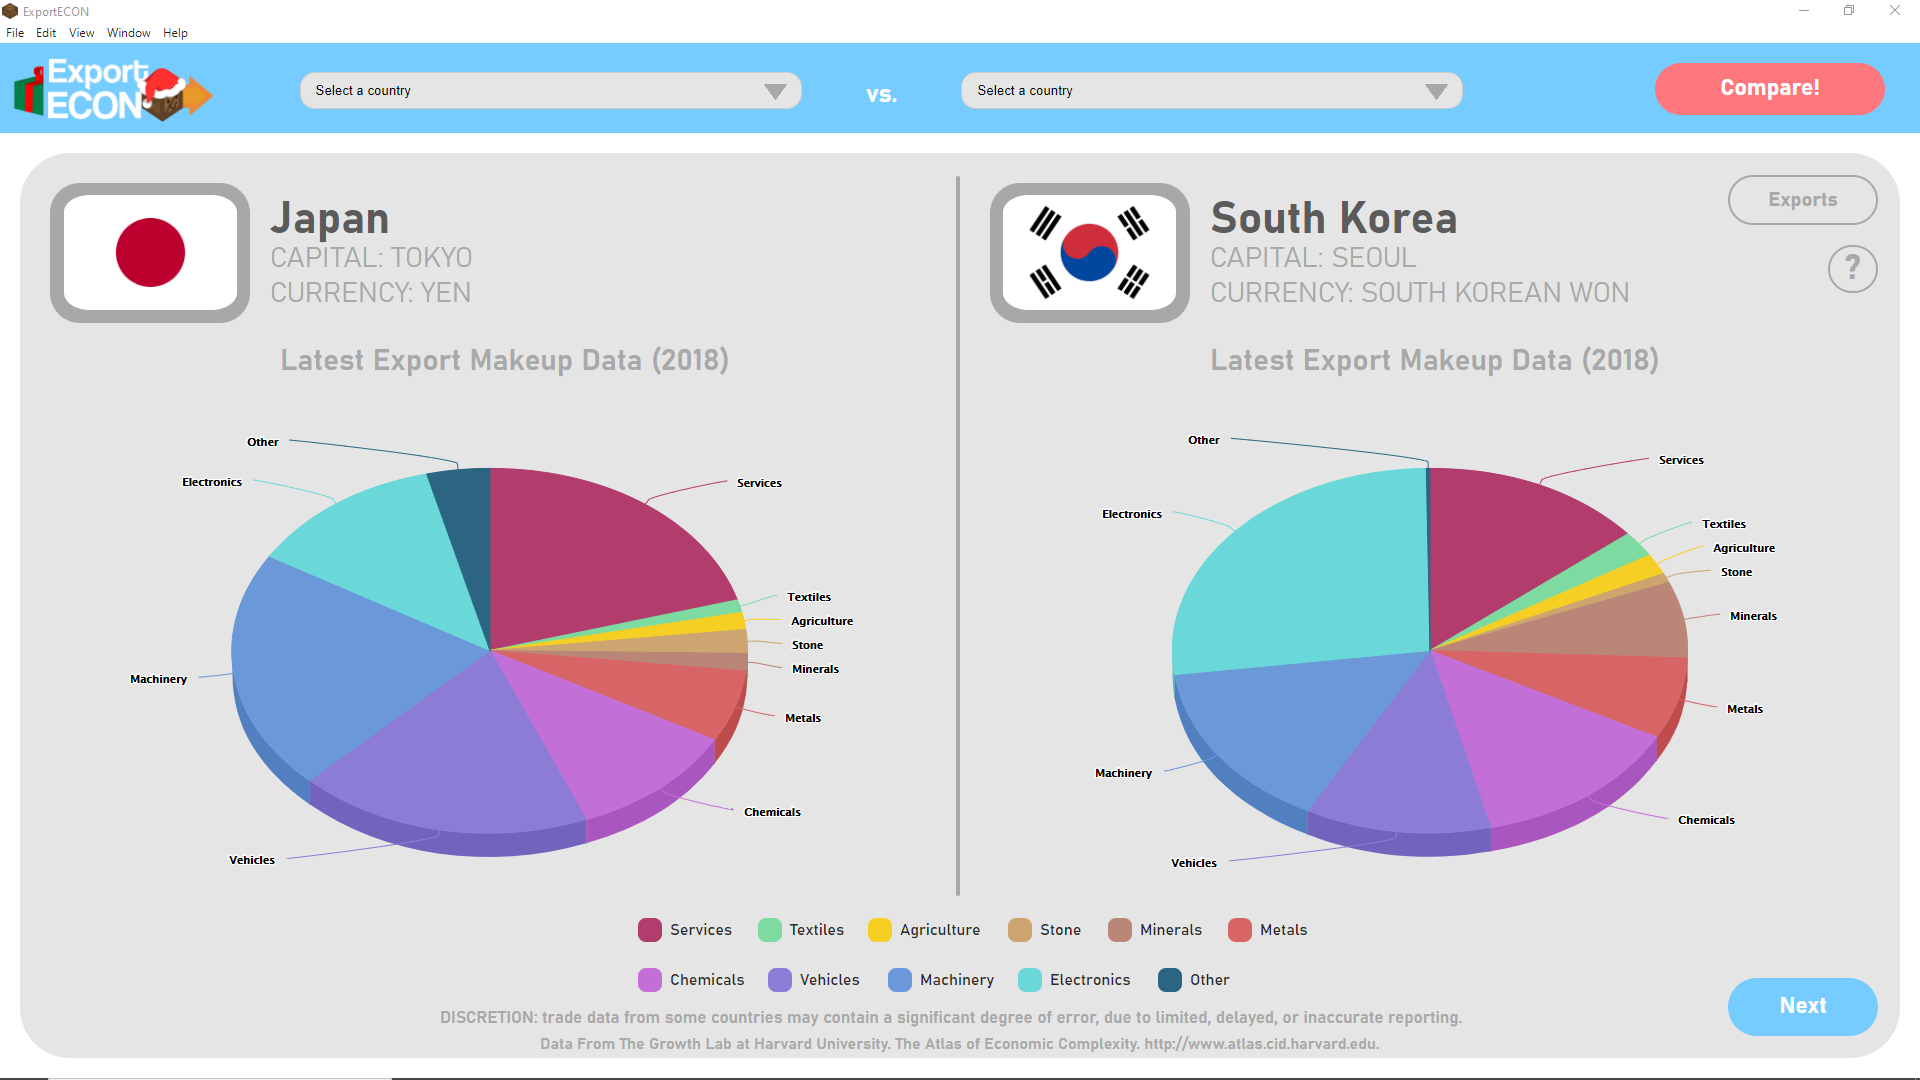 ExportECON
File Edit View Window Help
Export
ECON
Select a country
vs.
Select a country
Compare!
Japan
CAPITAL: TOKYO
CURRENCY: YEN
South Korea
CAPITAL: SEOUL
CURRENCY: SOUTH KOREAN WON
Exports
?
Latest Export Makeup Data (2018)
Other
Electronics
Services
Textiles
Agriculture
Stone
Minerals
Machinery
Metals
Chemicals
Vehicles
Latest Export Makeup Data (2018)
Other
Services
Electronics
Textiles
Agriculture
Stone
Minerals
Metals
Machinery
Chemicals
Vehicles
Services Textiles Agriculture Stone Minerals Metals
Chemicals Vehicles Machinery Electronics Other
Next
DISCRETION: trade data from some countries may contain a significant degree of error, due to limited, delayed, or inaccurate reporting.
Data From The Growth Lab at Harvard University. The Atlas of Economic Complexity. http://www.atlas.cid.harvard.edu.